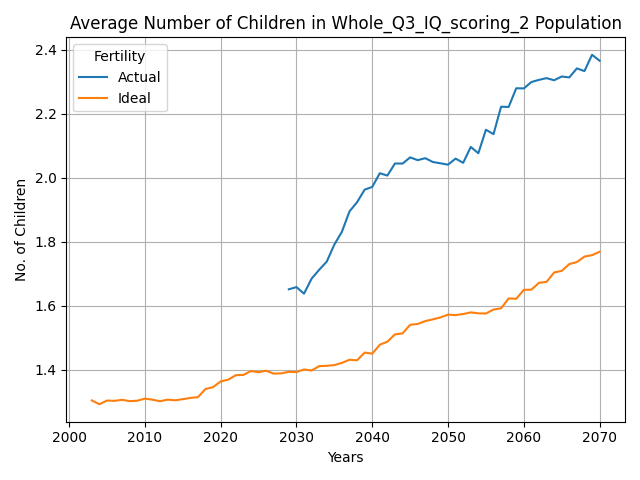 Average Number of Children in Whole_Q3_IQ_scoring_2 Population
Fertility
Actual
Ideal
2.4
2.2
2.0
1.8
1.6
1.4
No. of Children
2000
2010
2020
2030
2040
2050
2060
2070
Years